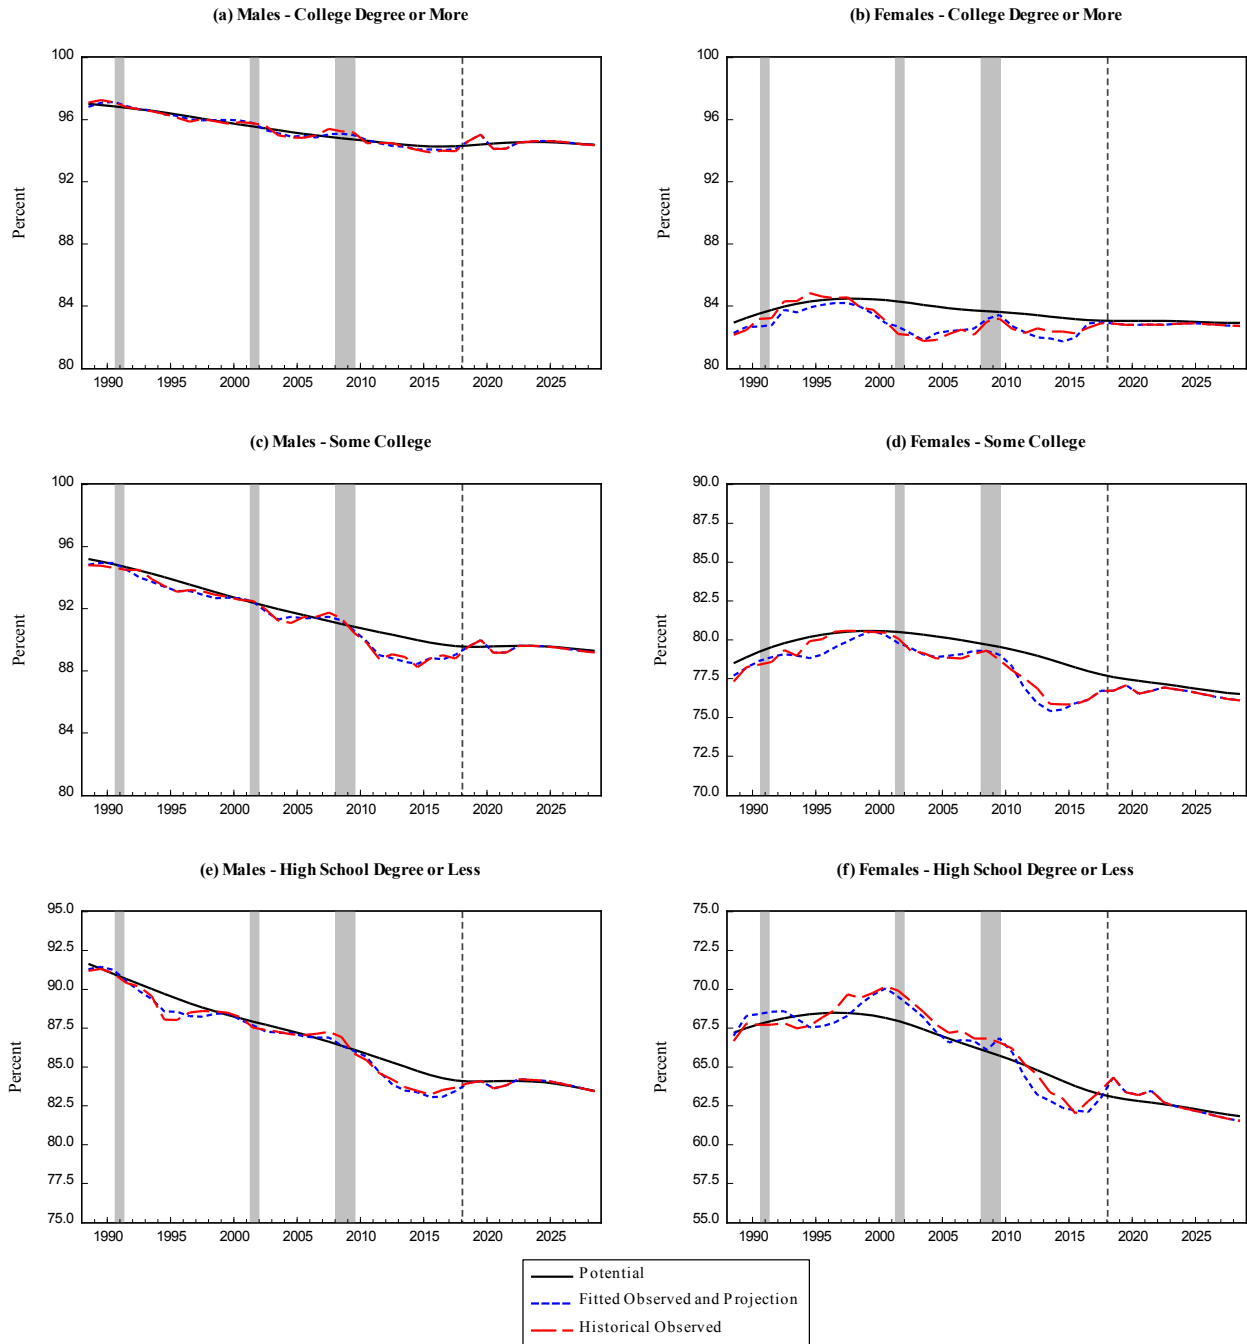 (a) Males - College Degree or More
Percent
100
96
92
88
84
80
1990 1995 2000 2005 2010 2015 2020 2025
(b) Females - College Degree or More
Percent
100
96
92
88
84
80
1990 1995 2000 2005 2010 2015 2020 2025
(c) Males - Some College
Percent
100
96
92
88
84
80
1990 1995 2000 2005 2010 2015 2020 2025
(d) Females - Some College
Percent
90.0
87.5
85.0
82.5
80.0
77.5
75.0
72.5
70.0
1990 1995 2000 2005 2010 2015 2020 2025
(e) Males - High School Degree or Less
Percent
95.0
92.5
90.0
87.5
85.0
82.5
80.0
77.5
75.0
1990 1995 2000 2005 2010 2015 2020 2025
(f) Females - High School Degree or Less
Percent
75.0
72.5
70.0
67.5
65.0
62.5
60.0
57.5
55.0
1990 1995 2000 2005 2010 2015 2020 2025
Potential
Fitted Observed and Projection
Historical Observed